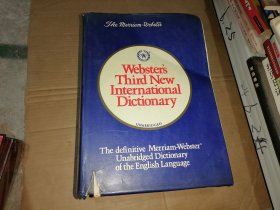 The Merriam-Webster
Webster's
Third New
International
Dictionary
UNABRIDGED
The definitive Merriam-Webster®
Unabridged Dictionary
of the English Language